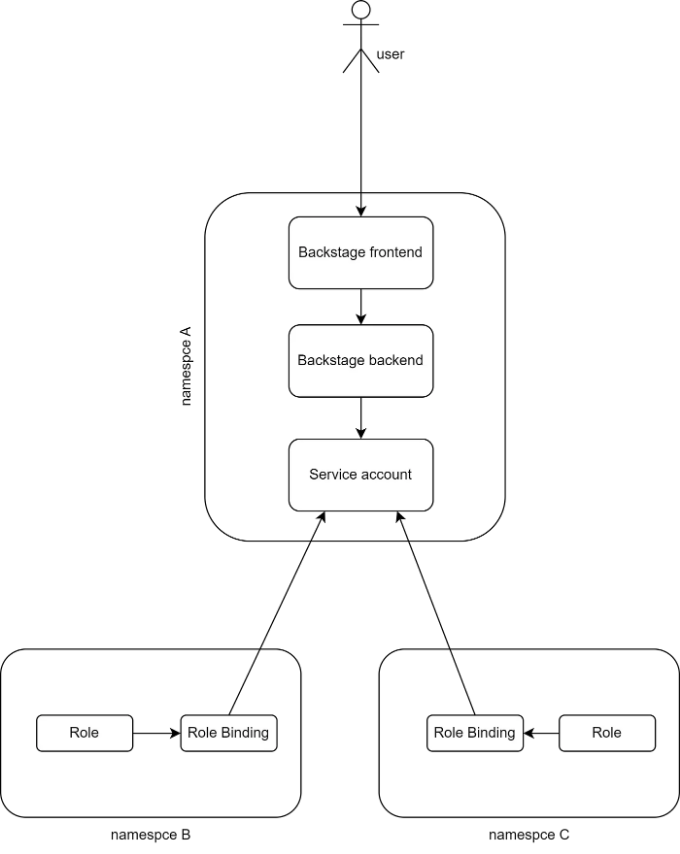 user
Backstage frontend
namespce A
Backstage backend
Service account
Role
Role Binding
Role Binding
Role
namespce B
namespce C